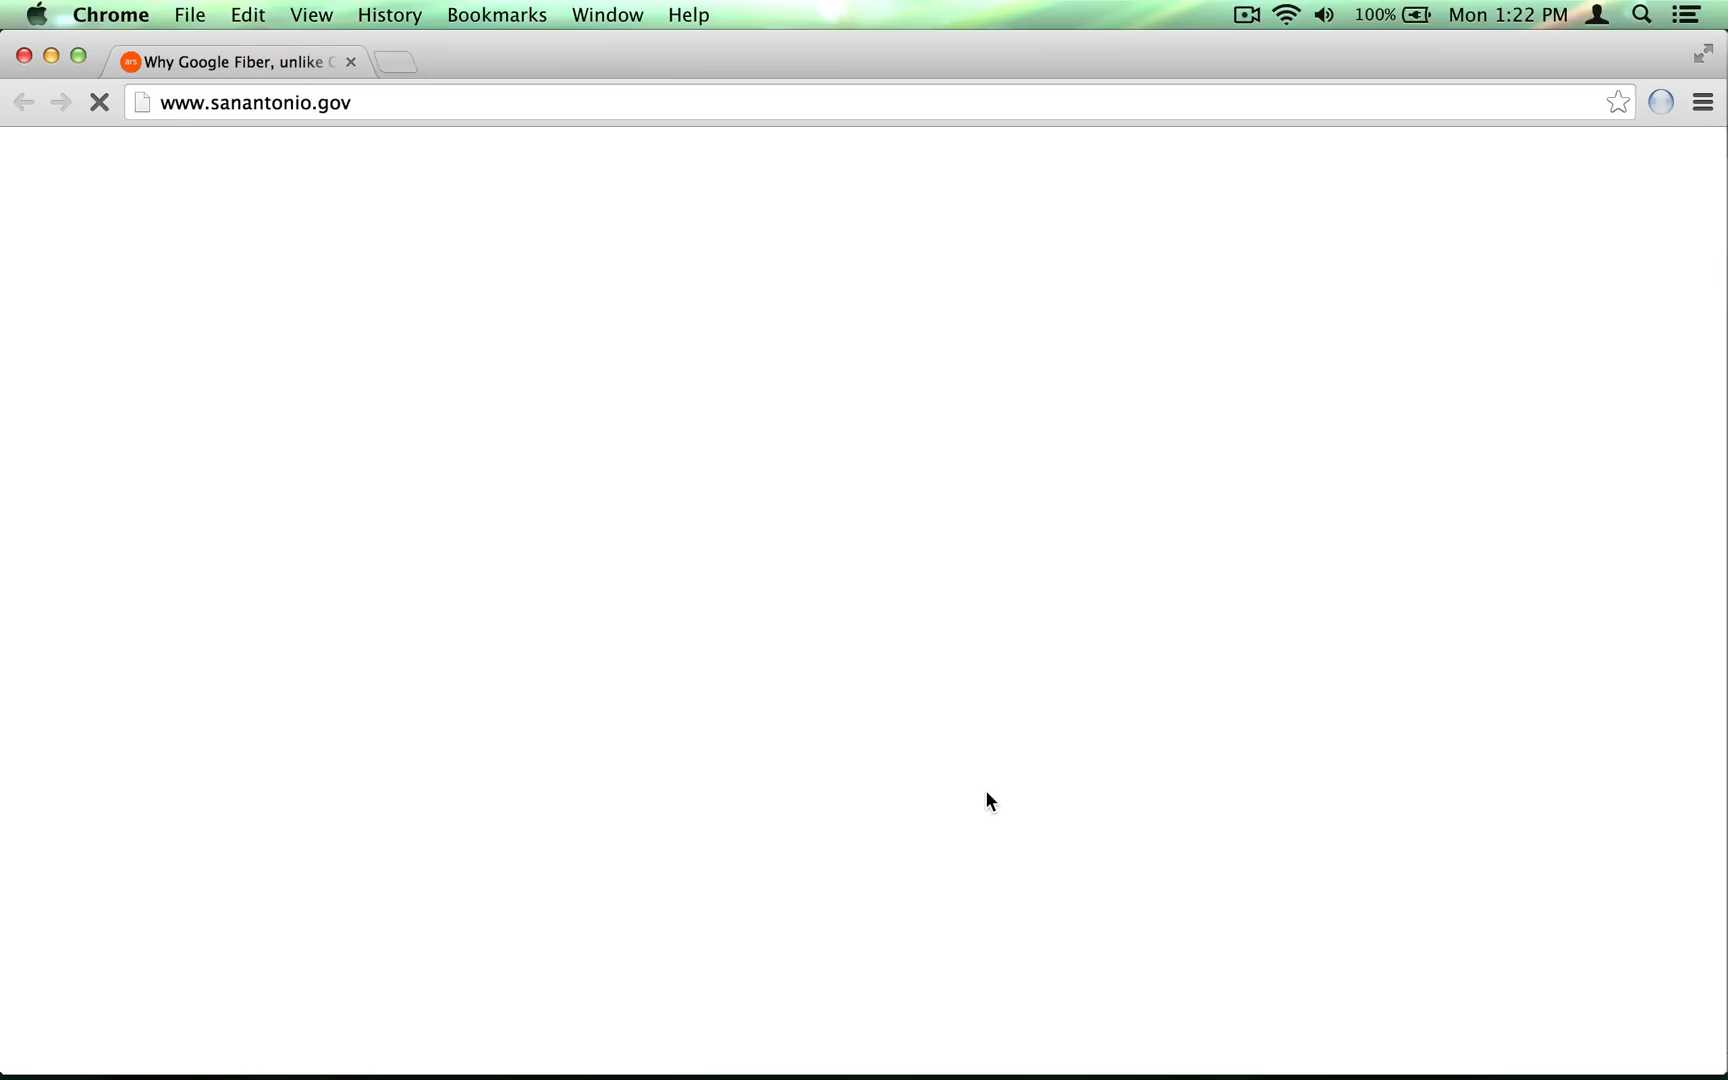 Chrome File Edit View History Bookmarks Window Help 100% Mon 1:22 PM
ars Why Google Fiber, unlike
www.sanantonio.gov